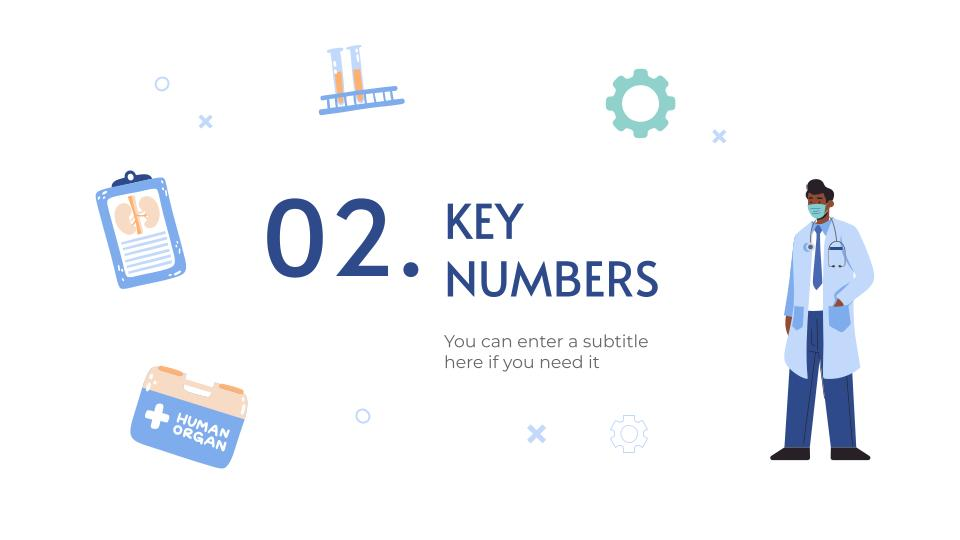 02.
KEY
NUMBERS
You can enter a subtitle
here if you need it
HUMAN
ORGAN